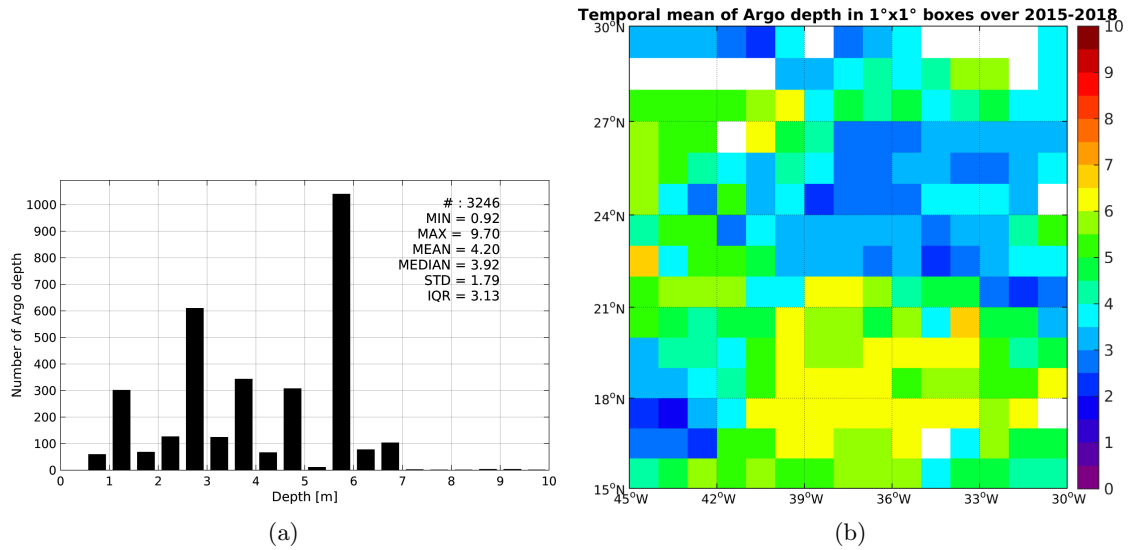 Temporal mean of Argo depth in 1°x1° boxes over 2015-2018
1000
900
800
700
600
500
400
300
200
100
0
Number of Argo depth
# : 3246
MIN = 0.92
MAX = 9.70
MEAN = 4.20
MEDIAN = 3.92
STD = 1.79
IQR = 3.13
0 1 2 3 4 5 6 7 8 9 10
Depth [m]
(a)
30°N
27°N
24°N
21°N
18°N
15°N
45°W 42°W 39°W 36°W 33°W 30°W
10
9
8
7
6
5
4
3
2
1
0
(b)